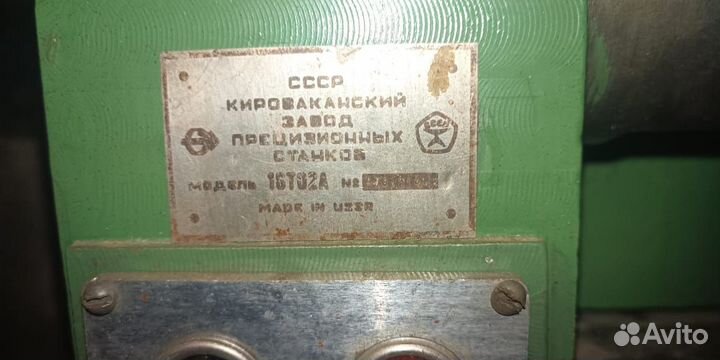 СССР
КИРОВАКАНСКИЙ
ЗАВОД
ПРЕЦИЗИОННЫХ
СТАНКОВ
МОДЕЛЬ 16Т02А №
MADE IN USSR
Avito